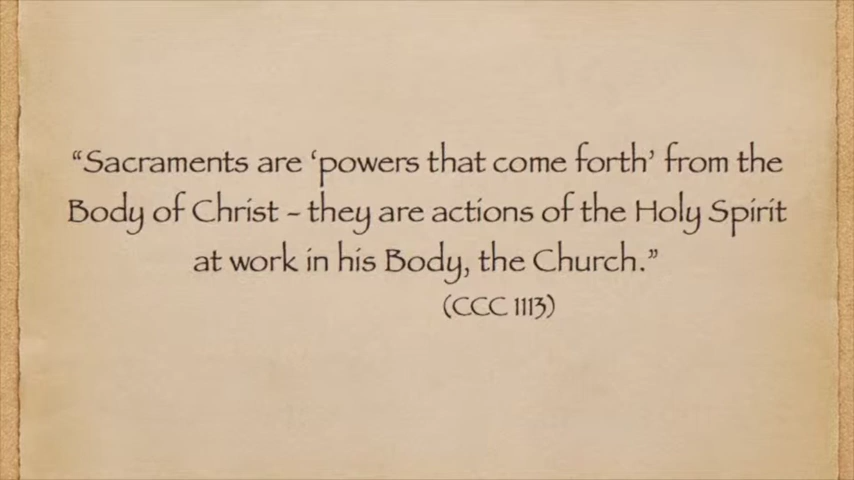 “Sacraments are ‘powers that come forth’ from the
Body of Christ - they are actions of the Holy Spirit
at work in his Body, the Church.”
(CCC 1113)